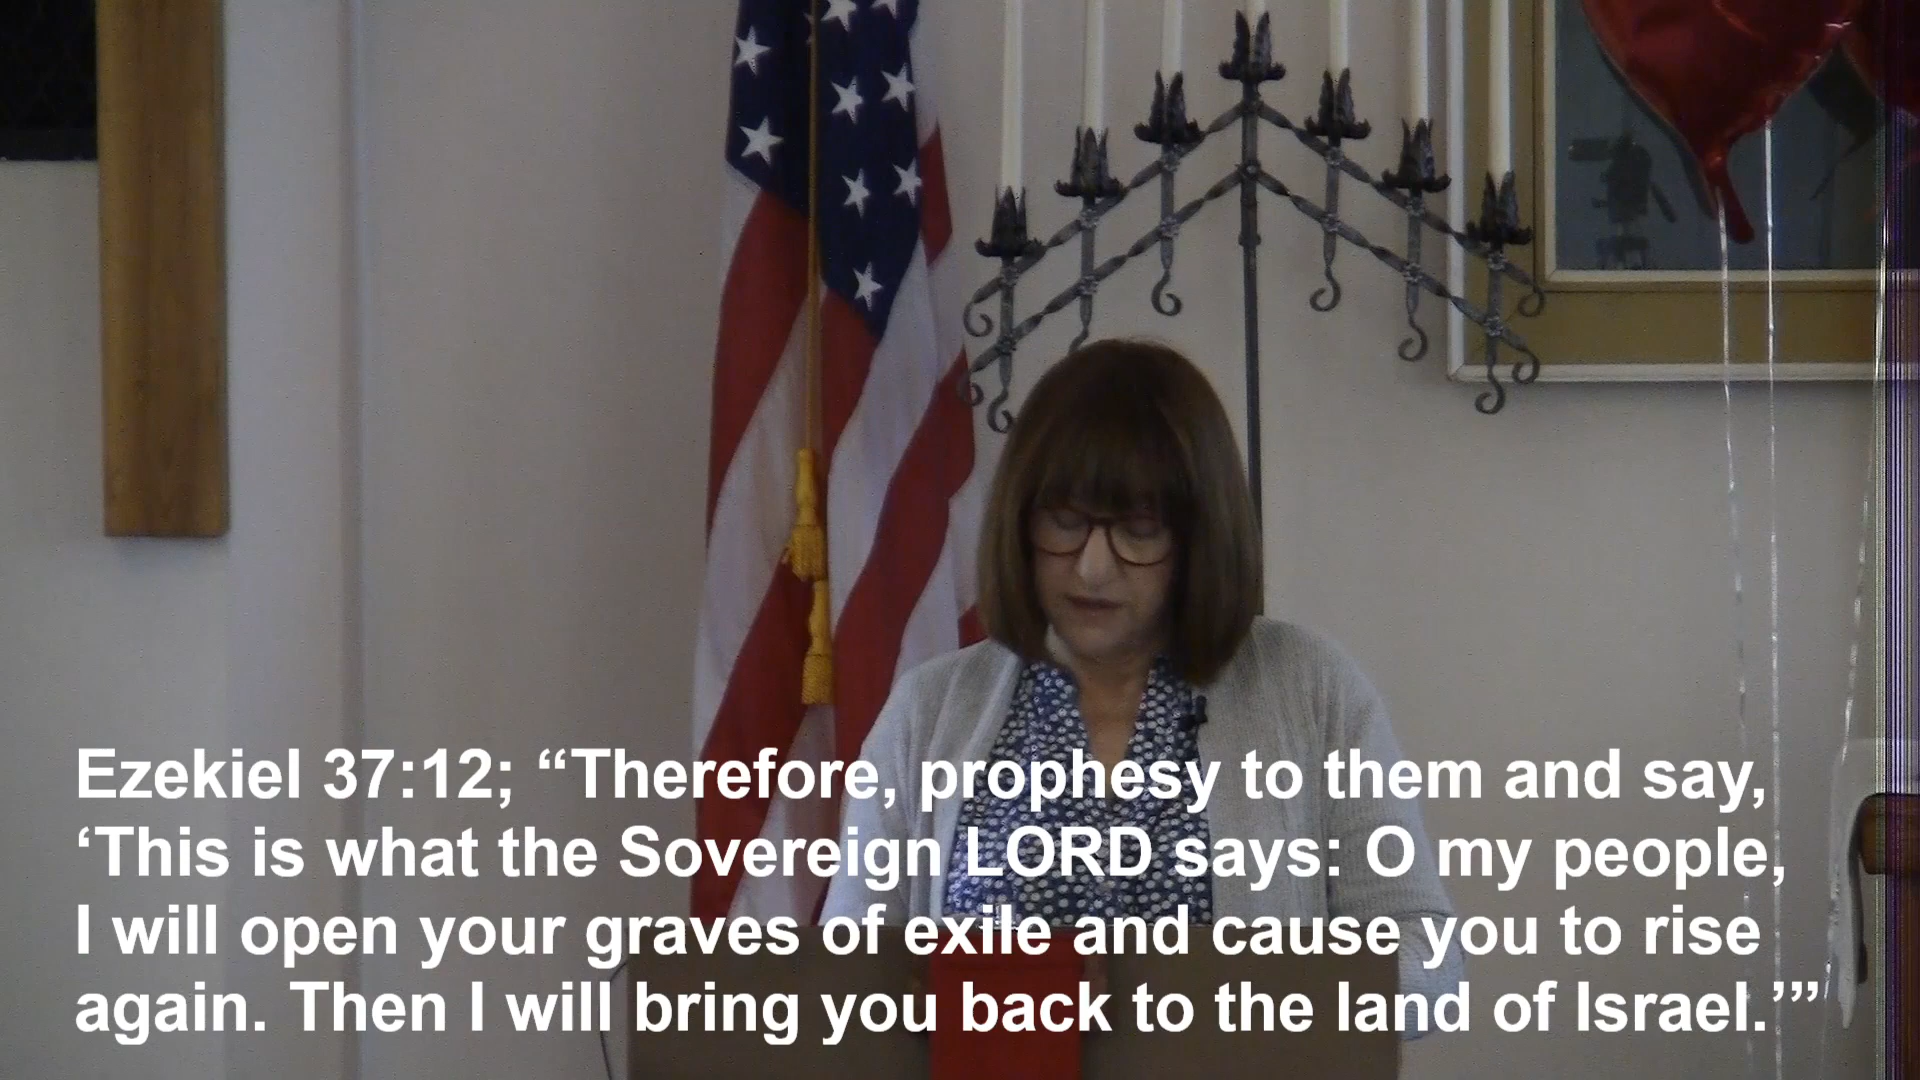 Ezekiel 37:12; “Therefore, prophesy to them and say,
‘This is what the Sovereign LORD says: O my people,
I will open your graves of exile and cause you to rise
again. Then I will bring you back to the land of Israel.’”